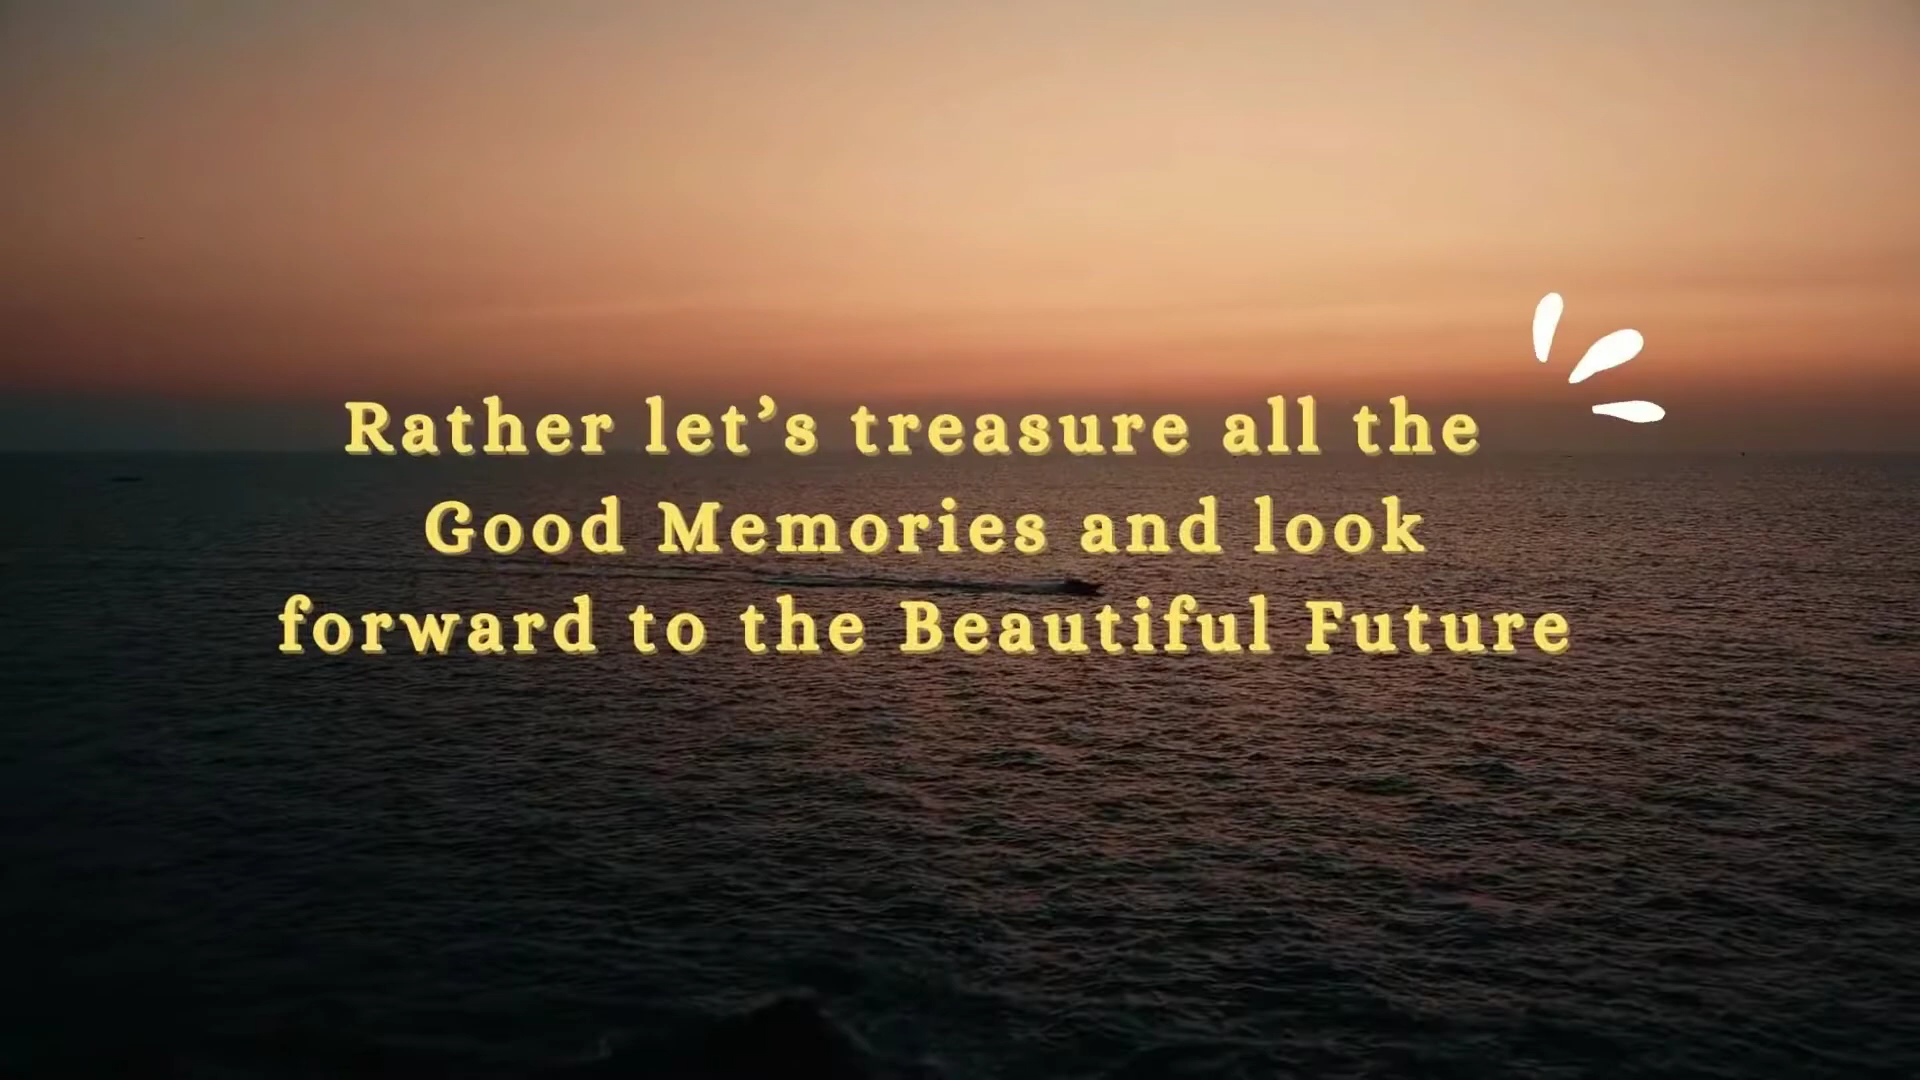 Rather let’s treasure all the
Good Memories and look
forward to the Beautiful Future